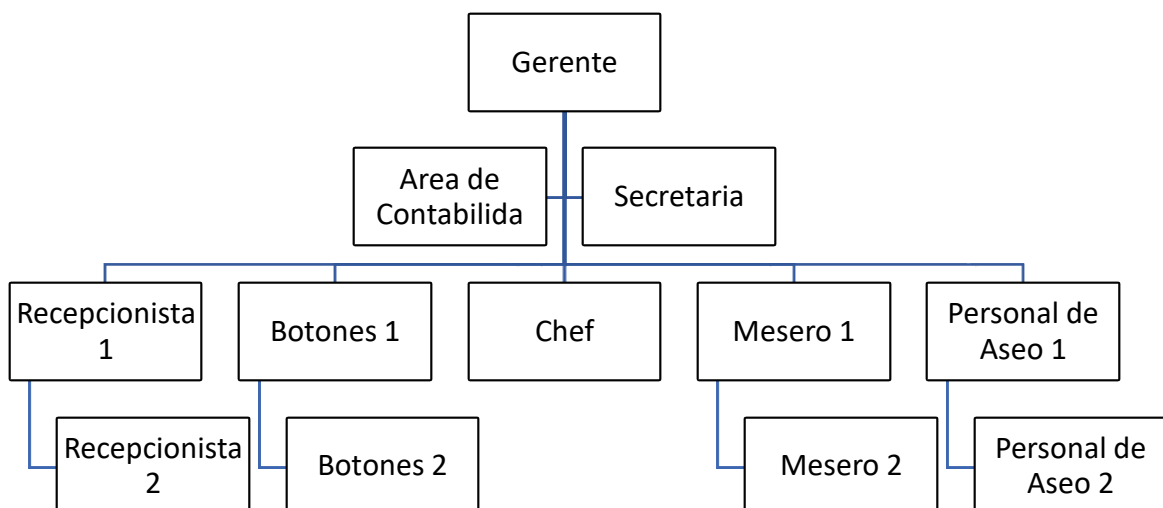 Gerente
Area de
Contabilida
Secretaria
Recepcionista
1
Botones 1
Chef
Mesero 1
Personal de
Aseo 1
Recepcionista
2
Botones 2
Mesero 2
Personal de
Aseo 2